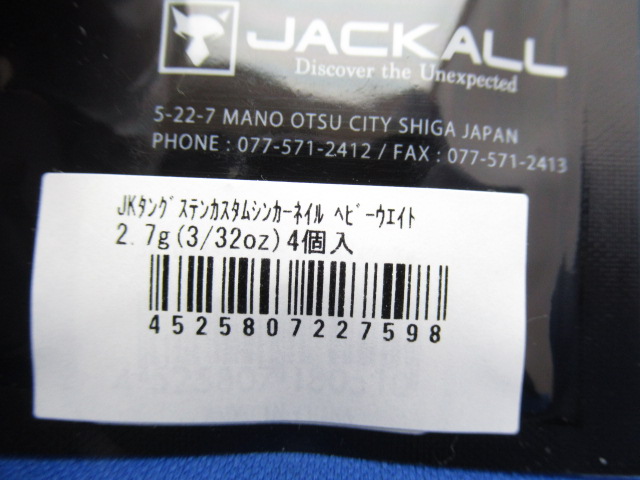 JACKALL
Discover the Unexpected
5-22-7 MANO OTSU CITY SHIGA JAPAN
PHONE : 077-571-2412 / FAX : 077-571-2413
JKﾀﾝｸﾞｽﾃﾝｶｽﾀﾑｼﾝｶｰﾈｲﾙ ﾍﾋﾞｰｳｴｲﾄ
2.7g(3/32oz)4個入
4525807227598